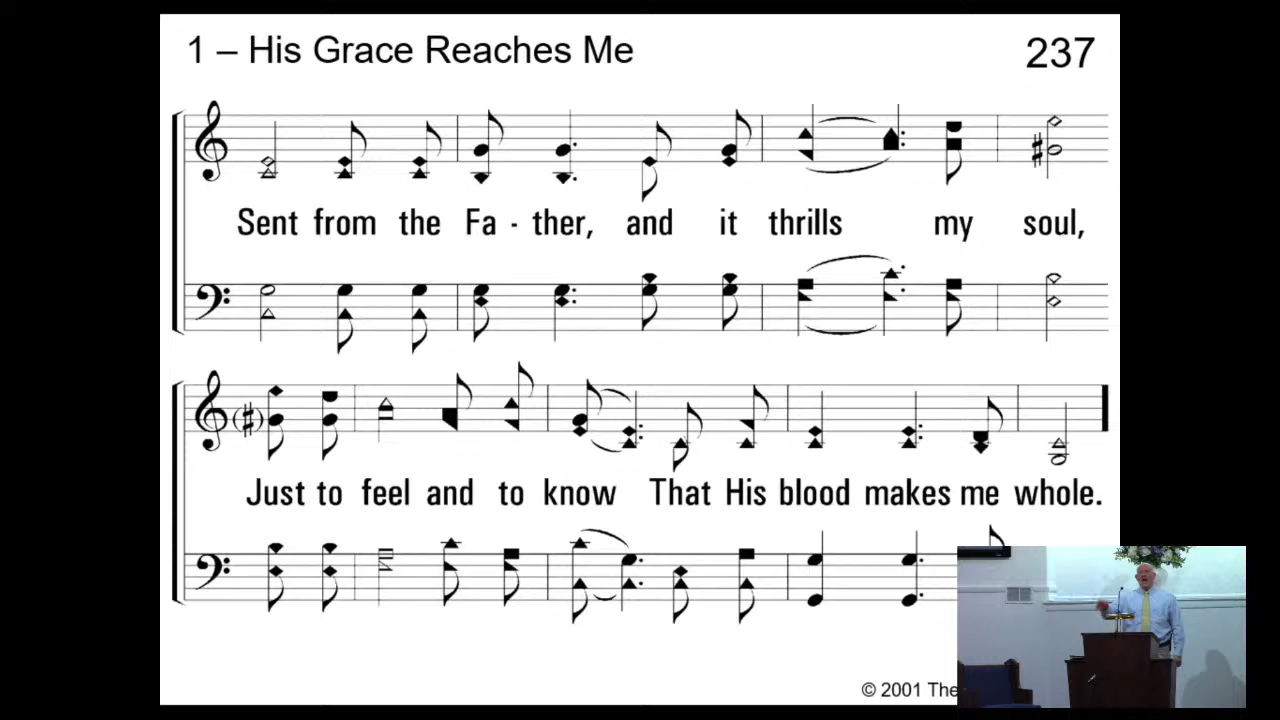 1 – His Grace Reaches Me
237
Sent from the Fa - ther, and it thrills my soul,
Just to feel and to know That His blood makes me whole.
© 2001 The